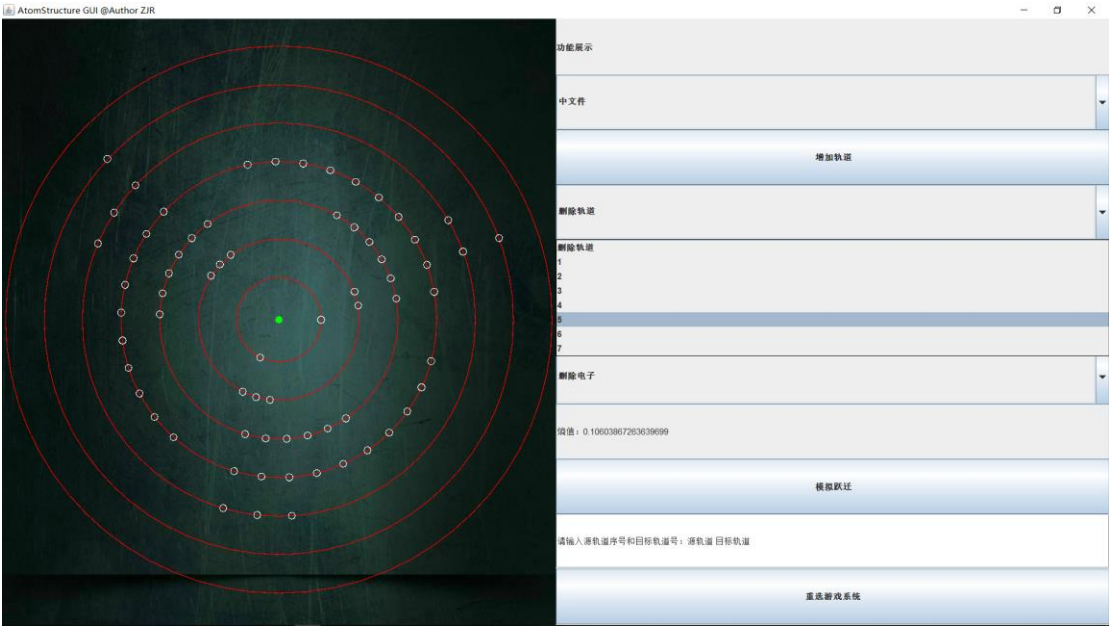 AtomStructure GUI @Author ZJR
功能展示
中文件
增加轨道
删除轨道
删除轨道
1
2
3
4
5
6
7
删除电子
熵值：0.10603867263639699
模拟跃迁
请输入源轨道序号和目标轨道号：源轨道 目标轨道
重选游戏系统